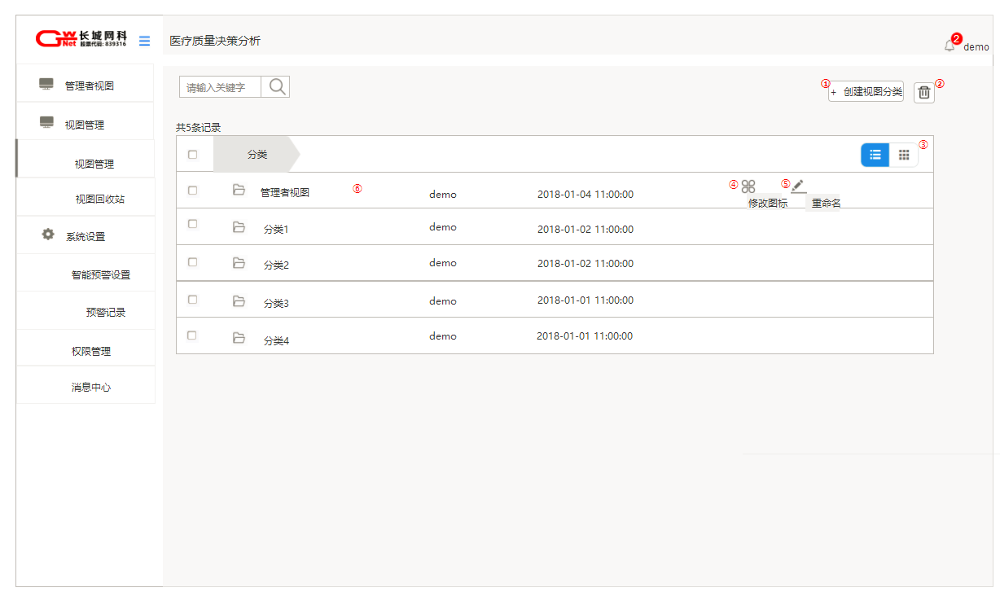 GW Net 长城网科
股票代码: 839316
医疗质量决策分析
2
demo
管理者视图
视图管理
视图管理
视图回收站
系统设置
智能预警设置
预警记录
权限管理
消息中心
请输入关键字
① + 创建视图分类 ②
共5条记录
分类 ③
管理者视图 ⑥ demo 2018-01-04 11:00:00 ④ ⑤
修改图标 重命名
分类1 demo 2018-01-02 11:00:00
分类2 demo 2018-01-02 11:00:00
分类3 demo 2018-01-01 11:00:00
分类4 demo 2018-01-01 11:00:00